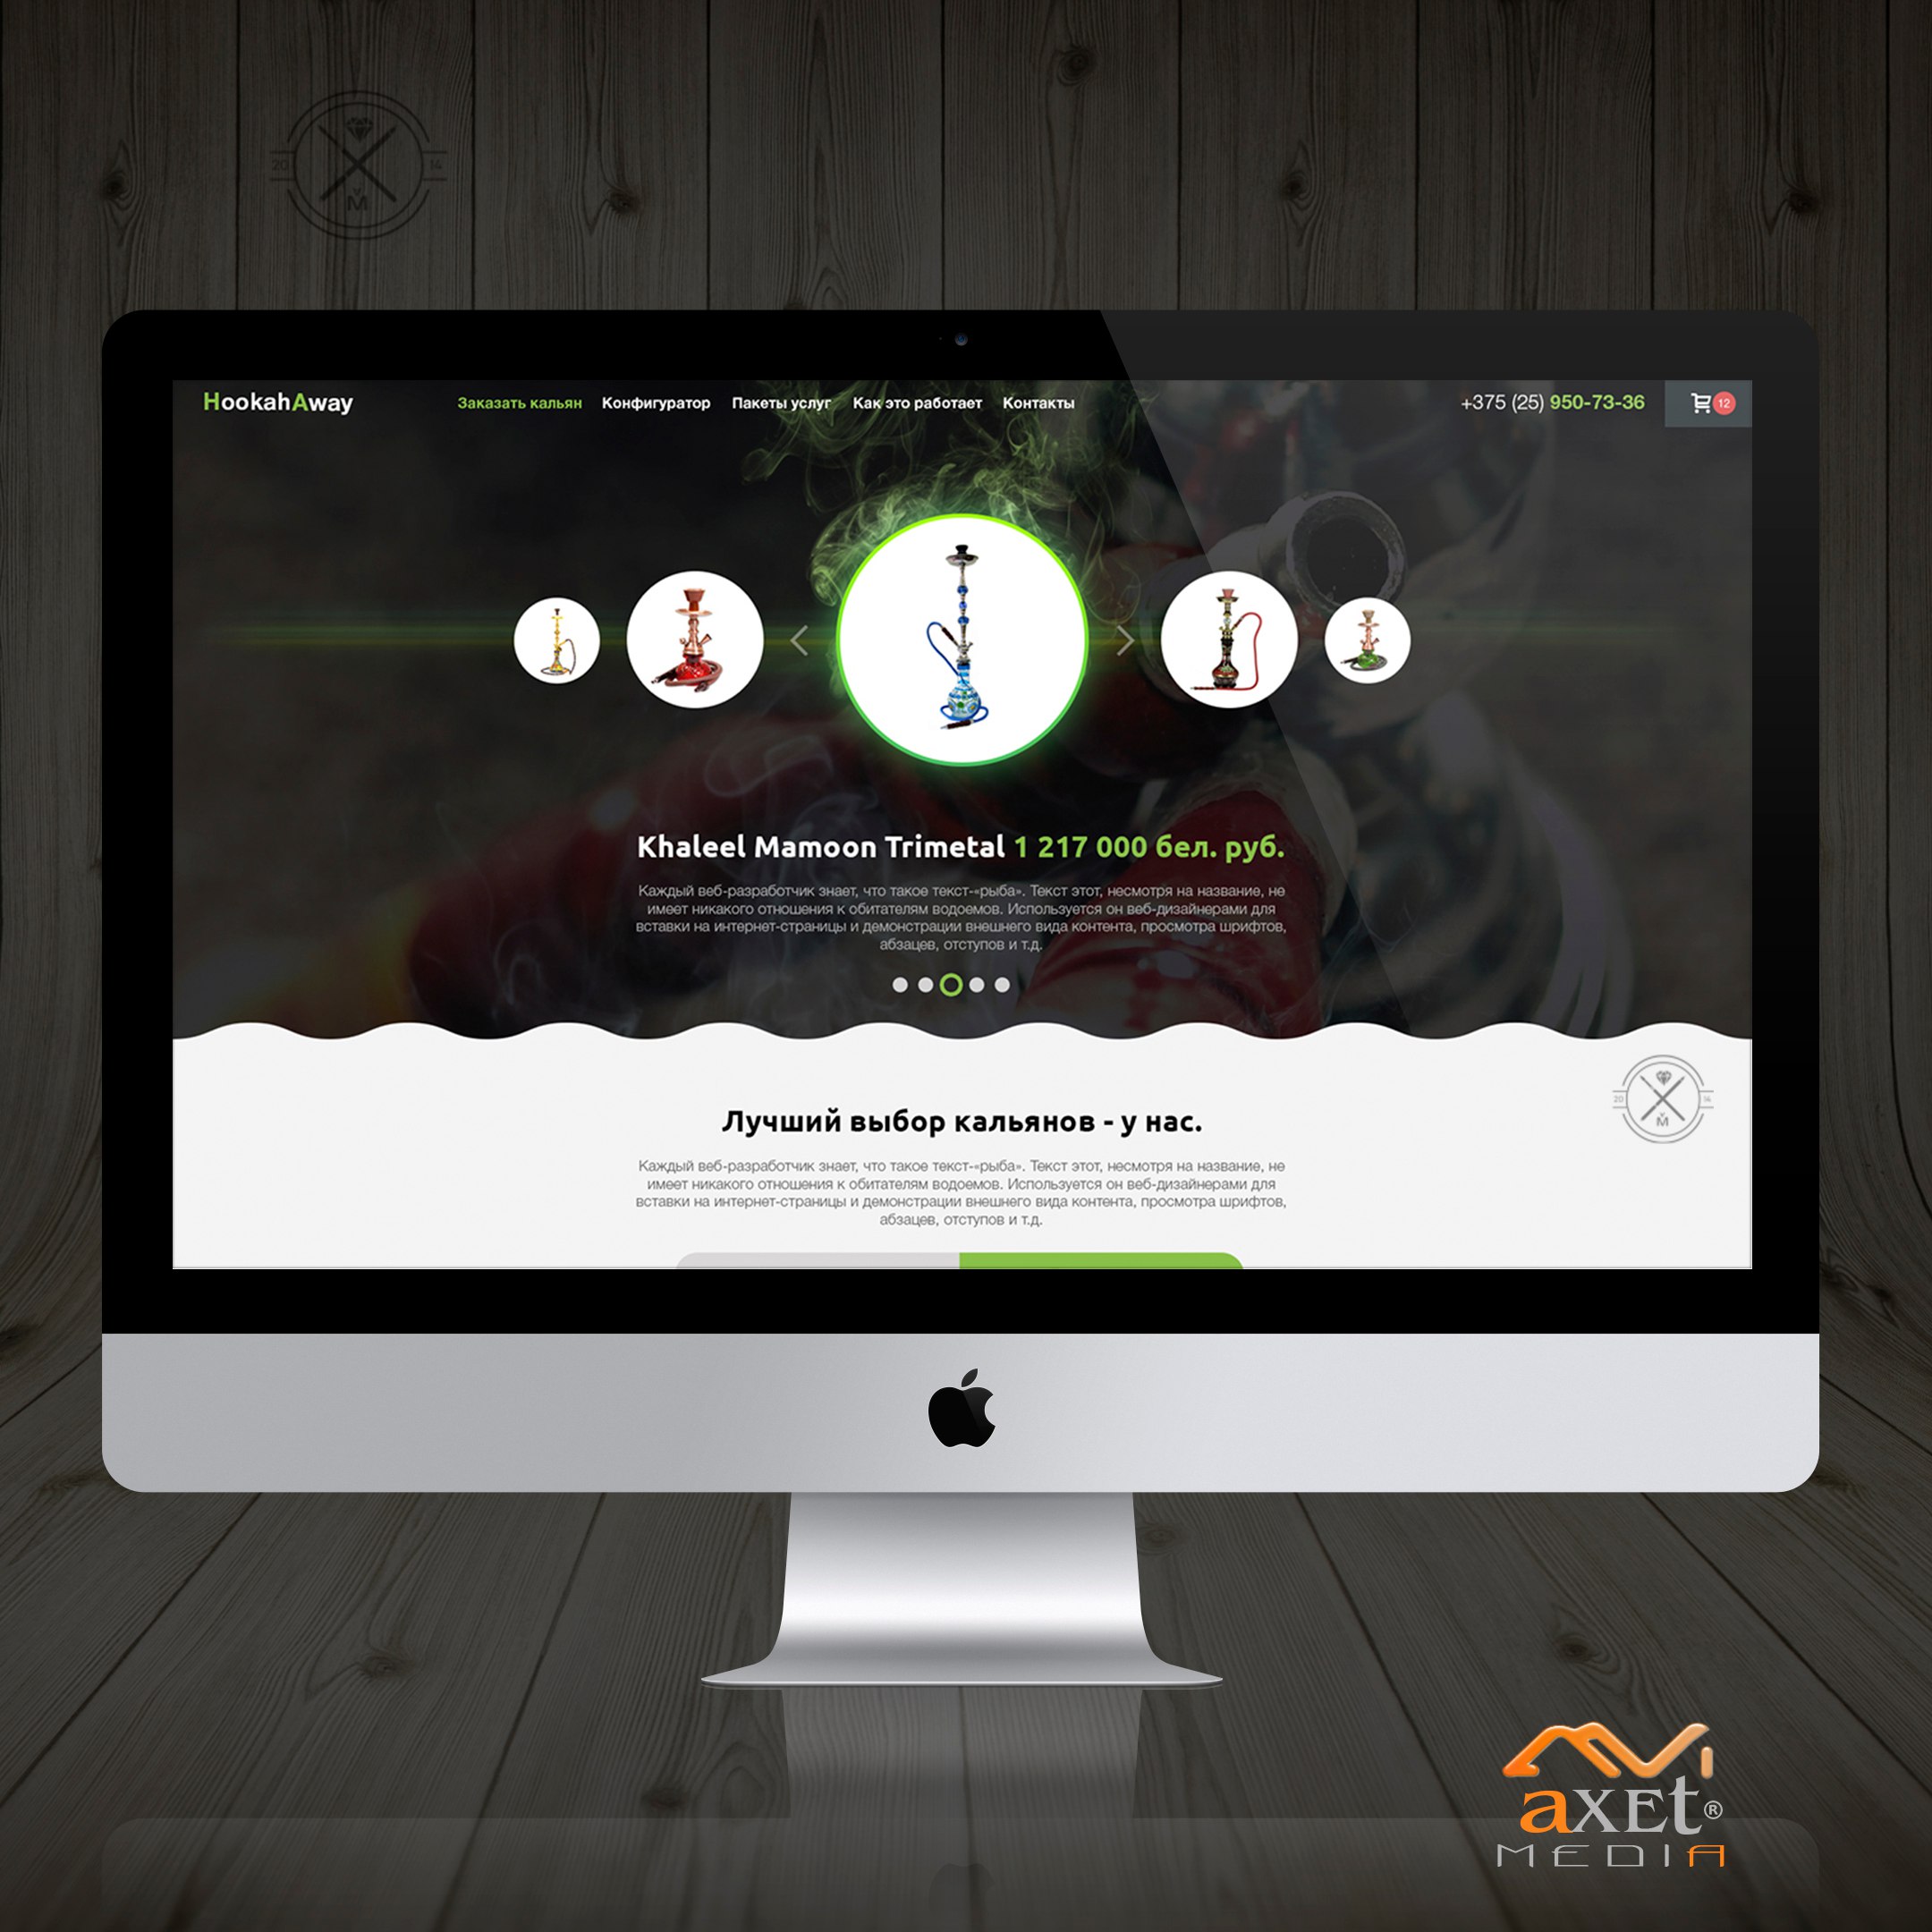 20 14
V
M
HookahAway
Заказать кальян Конфигуратор Пакеты услуг Как это работает Контакты
+375 (25) 950-73-36
12
Khaleel Mamoon Trimetal 1 217 000 бел. руб.
Каждый веб-разработчик знает, что такое текст-«рыба». Текст этот, несмотря на название, не
имеет никакого отношения к обитателям водоемов. Используется он веб-дизайнерами для
вставки на интернет-страницы и демонстрации внешнего вида контента, просмотра шрифтов,
абзацев, отступов и т.д.
20 14
V
M
Лучший выбор кальянов - у нас.
Каждый веб-разработчик знает, что такое текст-«рыба». Текст этот, несмотря на название, не
имеет никакого отношения к обитателям водоемов. Используется он веб-дизайнерами для
вставки на интернет-страницы и демонстрации внешнего вида контента, просмотра шрифтов,
абзацев, отступов и т.д.
axet®
MEDIA